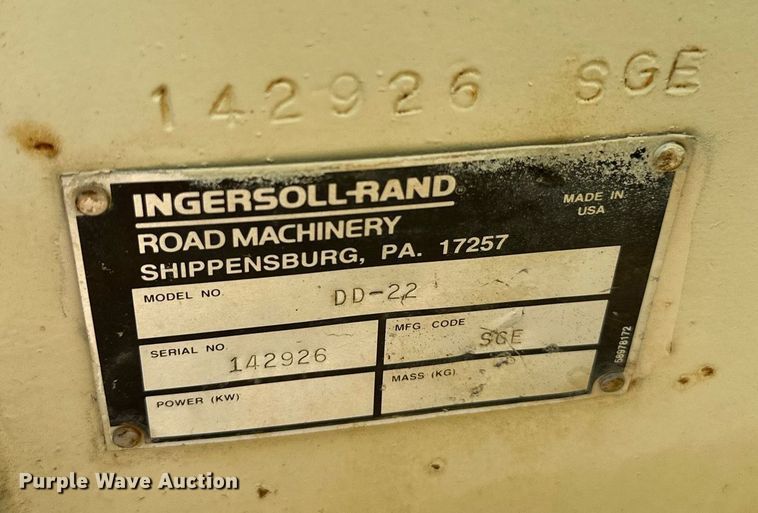 142926 SGE
INGERSOLL-RAND®
ROAD MACHINERY
SHIPPENSBURG, PA. 17257
MADE IN
USA
MODEL NO. DD-22
SERIAL NO. 142926
MFG. CODE SGE
POWER (KW)
MASS (KG)
58978172
Purple Wave Auction